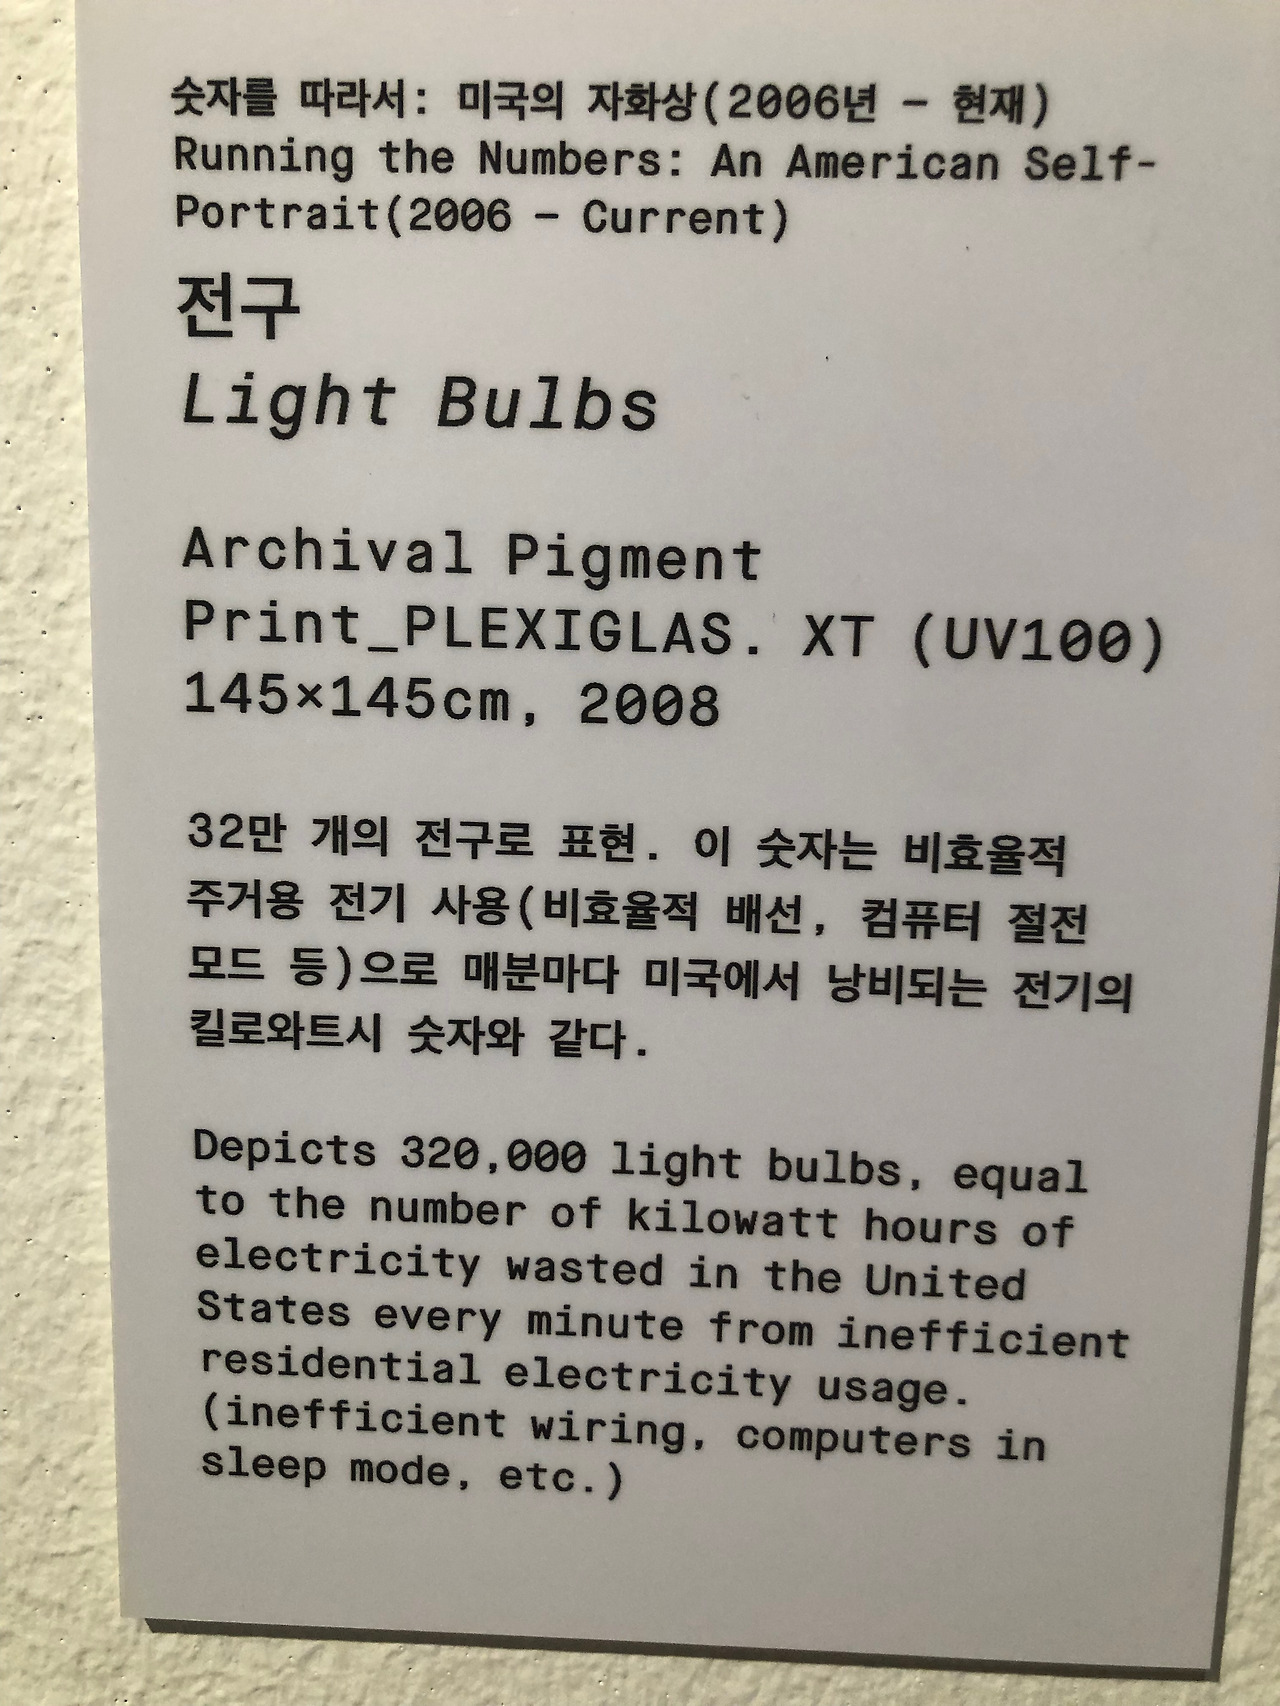 숫자를 따라서: 미국의 자화상(2006년 – 현재)
Running the Numbers: An American Self-
Portrait(2006 – Current)
전구
Light Bulbs
Archival Pigment
Print_PLEXIGLAS. XT (UV100)
145×145cm, 2008
32만 개의 전구로 표현. 이 숫자는 비효율적
주거용 전기 사용(비효율적 배선, 컴퓨터 절전
모드 등)으로 매분마다 미국에서 낭비되는 전기의
킬로와트시 숫자와 같다.
Depicts 320,000 light bulbs, equal
to the number of kilowatt hours of
electricity wasted in the United
States every minute from inefficient
residential electricity usage.
(inefficient wiring, computers in
sleep mode, etc.)